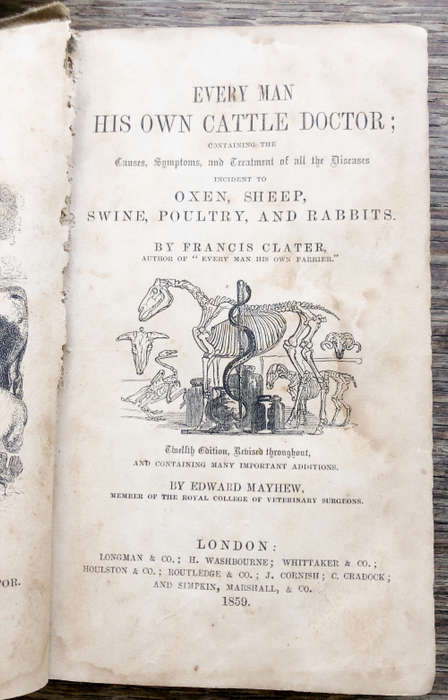 EVERY MAN
HIS OWN CATTLE DOCTOR;
CONTAINING THE
Causes, Symptoms, and Treatment of all the Diseases
INCIDENT TO
OXEN, SHEEP,
SWINE, POULTRY, AND RABBITS.
BY FRANCIS CLATER,
AUTHOR OF "EVERY MAN HIS OWN FARRIER."
Twelfth Edition, Revised throughout,
AND CONTAINING MANY IMPORTANT ADDITIONS.
BY EDWARD MAYHEW,
MEMBER OF THE ROYAL COLLEGE OF VETERINARY SURGEONS.
LONDON:
LONGMAN & CO.; H. WASHBOURNE; WHITTAKER & CO.;
HOULSTON & CO.; ROUTLEDGE & CO.; J. CORNISH; C. CRADOCK;
AND SIMPKIN, MARSHALL, & CO.
1859.
TOR.